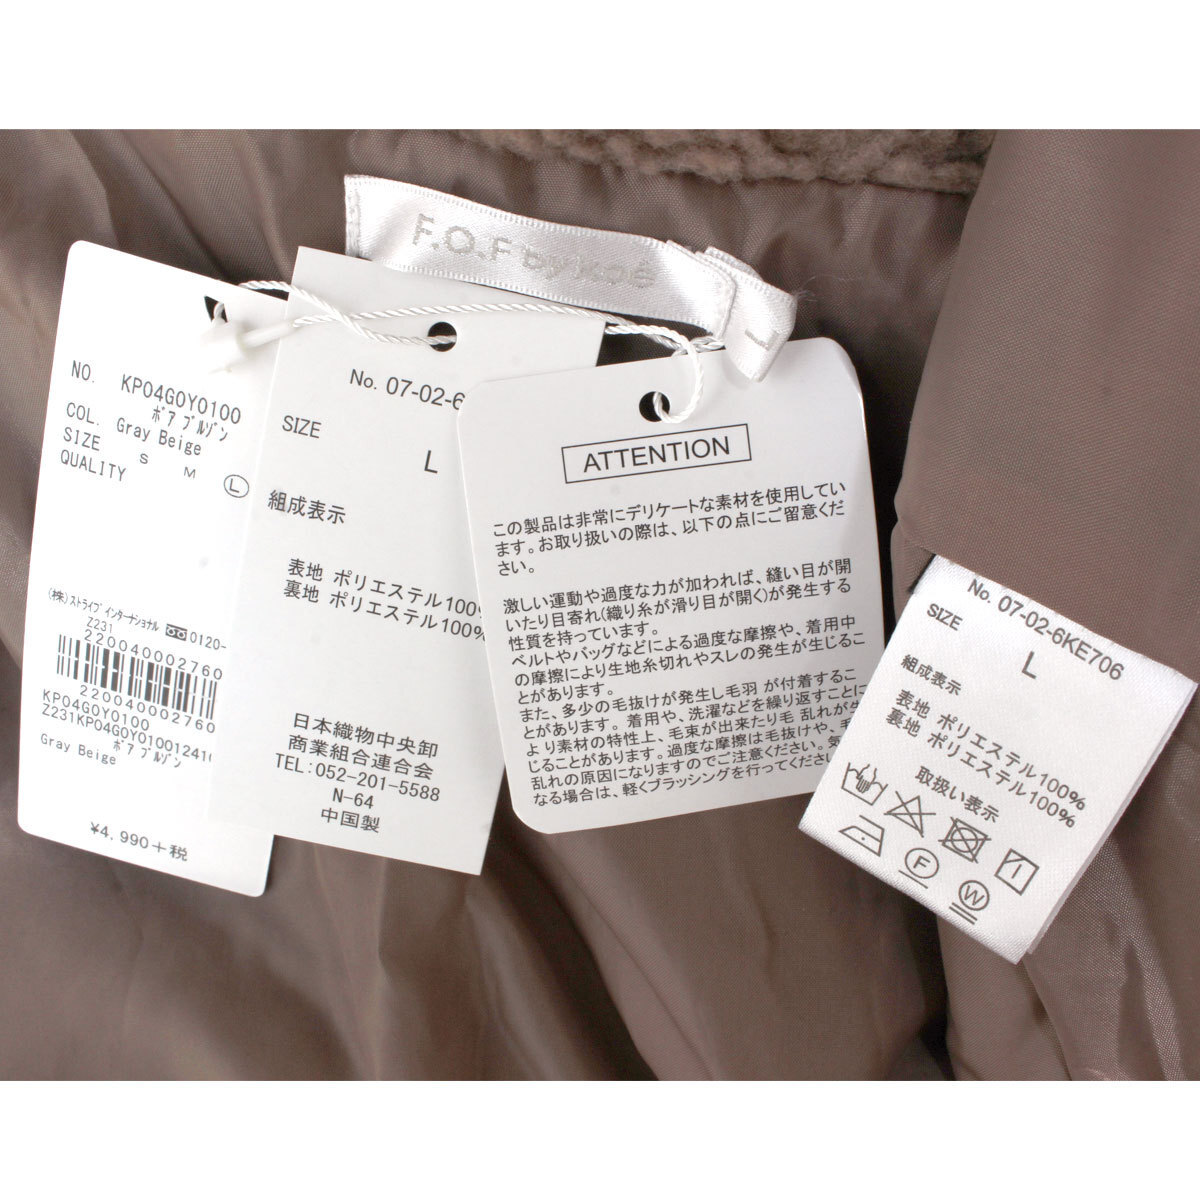 F.O.F by koé
L
NO. KP04G0Y0100
ボア ブルゾン
COL. Gray Beige
SIZE S M L
QUALITY
(株)ストライプインターナショナル 0120-
Z231
2200400002760
2200400002760
KP04G0Y0100
Z231KP04G0Y01001241
ボア ブルゾン
Gray Beige
¥4,990+税
No. 07-02-6
SIZE
L
組成表示
表地 ポリエステル100%
裏地 ポリエステル100%
日本織物中央卸
商業組合連合会
TEL:052-201-5588
N-64
中国製
ATTENTION
この製品は非常にデリケートな素材を使用してい
ます。お取り扱いの際は、以下の点にご留意くだ
さい。
激しい運動や過度な力が加われば、縫い目が開
いたり目寄れ(織り糸が滑り目が開く)が発生する
性質を持っています。
ベルトやバッグなどによる過度な摩擦や、着用中
の摩擦により生地糸切れやスレの発生が生じるこ
とがあります。
また、多少の毛抜けが発生し毛羽が付着するこ
とがあります。着用や、洗濯などを繰り返すことに
より素材の特性上、毛束が出来たり毛乱れが生
じることがあります。過度な摩擦は毛抜けや、毛
乱れの原因になりますのでご注意ください。気
なる場合は、軽くブラッシングを行ってくださ
No. 07-02-6KE706
SIZE
L
組成表示
表地 ポリエステル100%
裏地 ポリエステル100%
取扱い表示
F
W